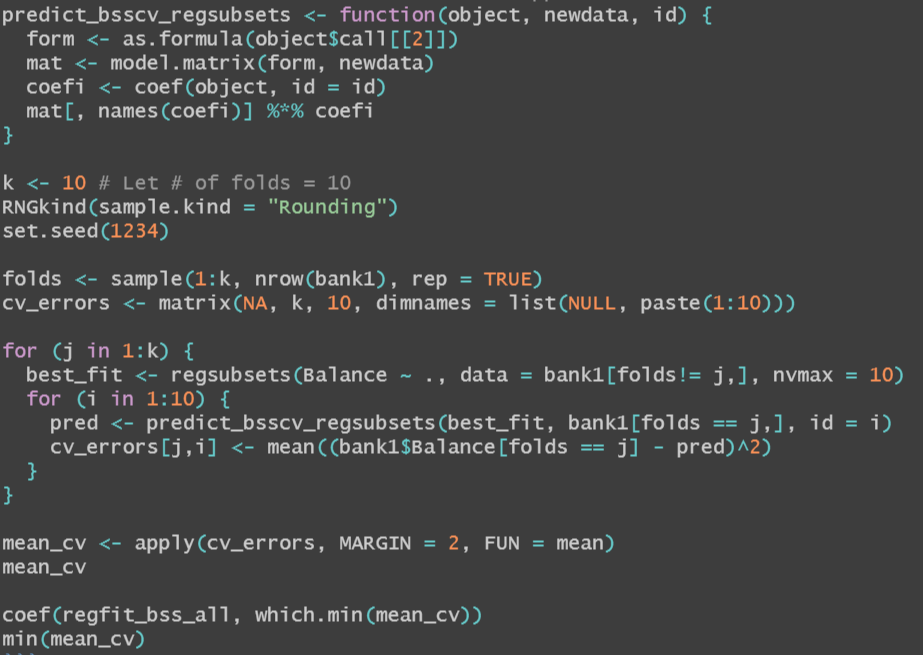 predict_bsscv_regsubsets <- function(object, newdata, id) {
  form <- as.formula(object$call[[2]])
  mat <- model.matrix(form, newdata)
  coefi <- coef(object, id = id)
  mat[, names(coefi)] %*% coefi
}

k <- 10 # Let # of folds = 10
RNGkind(sample.kind = "Rounding")
set.seed(1234)

folds <- sample(1:k, nrow(bank1), rep = TRUE)
cv_errors <- matrix(NA, k, 10, dimnames = list(NULL, paste(1:10)))

for (j in 1:k) {
  best_fit <- regsubsets(Balance ~ ., data = bank1[folds!= j,], nvmax = 10)
  for (i in 1:10) {
    pred <- predict_bsscv_regsubsets(best_fit, bank1[folds == j,], id = i)
    cv_errors[j,i] <- mean((bank1$Balance[folds == j] - pred)^2)
  }
}

mean_cv <- apply(cv_errors, MARGIN = 2, FUN = mean)
mean_cv

coef(regfit_bss_all, which.min(mean_cv))
min(mean_cv)